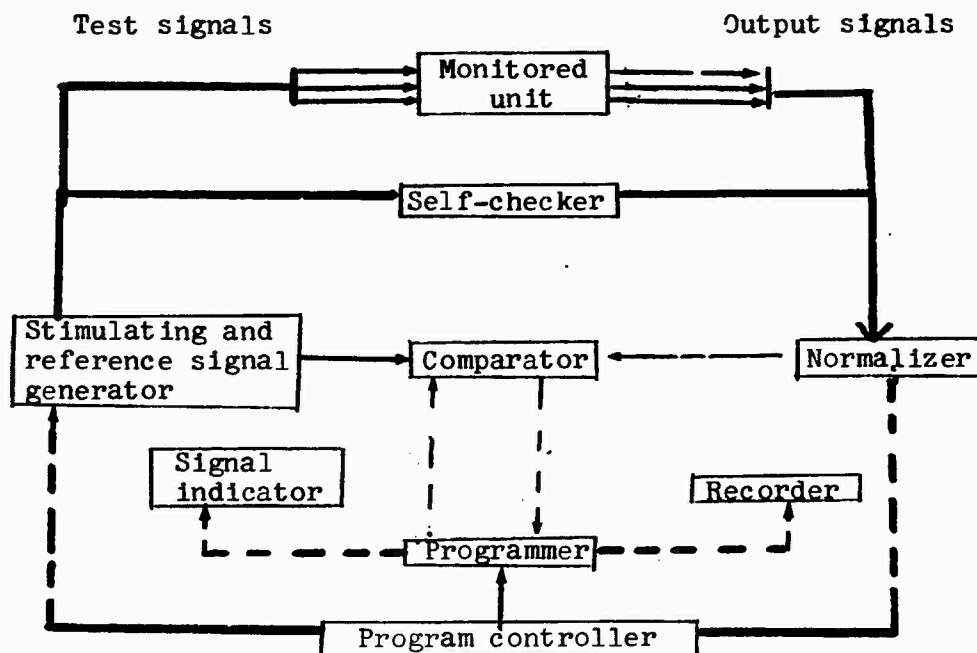 Test signals
Output signals
Monitored
unit
Self-checker
Stimulating and
reference signal
generator
Comparator
Normalizer
Signal
indicator
Recorder
Programmer
Program controller